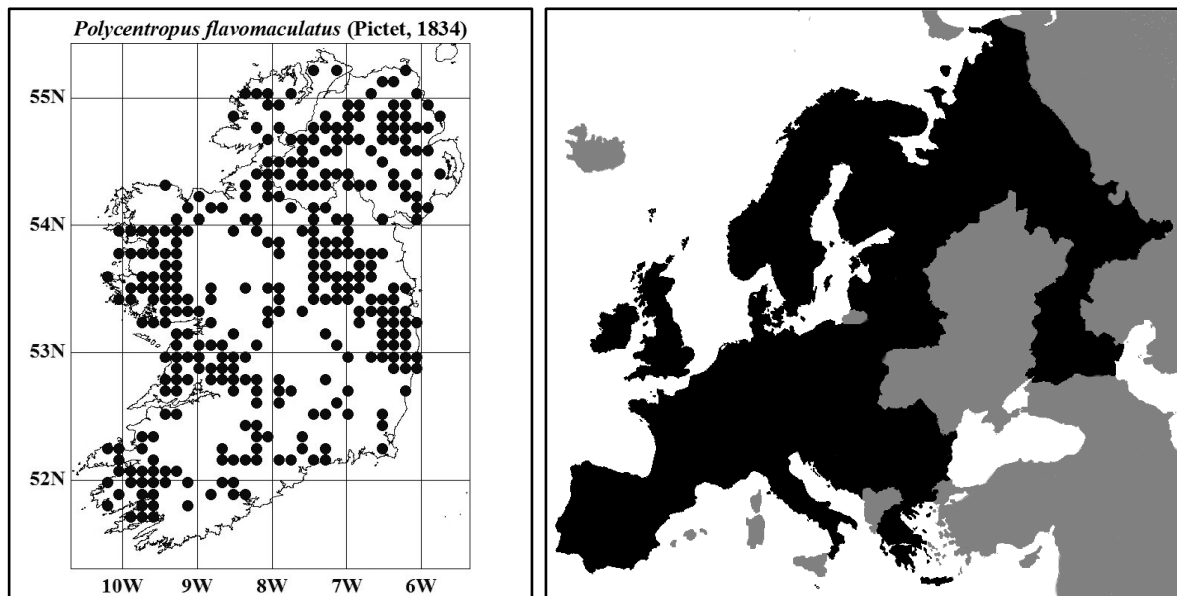 Polycentropus flavomaculatus (Pictet, 1834)
55N
54N
53N
52N
10W 9W 8W 7W 6W